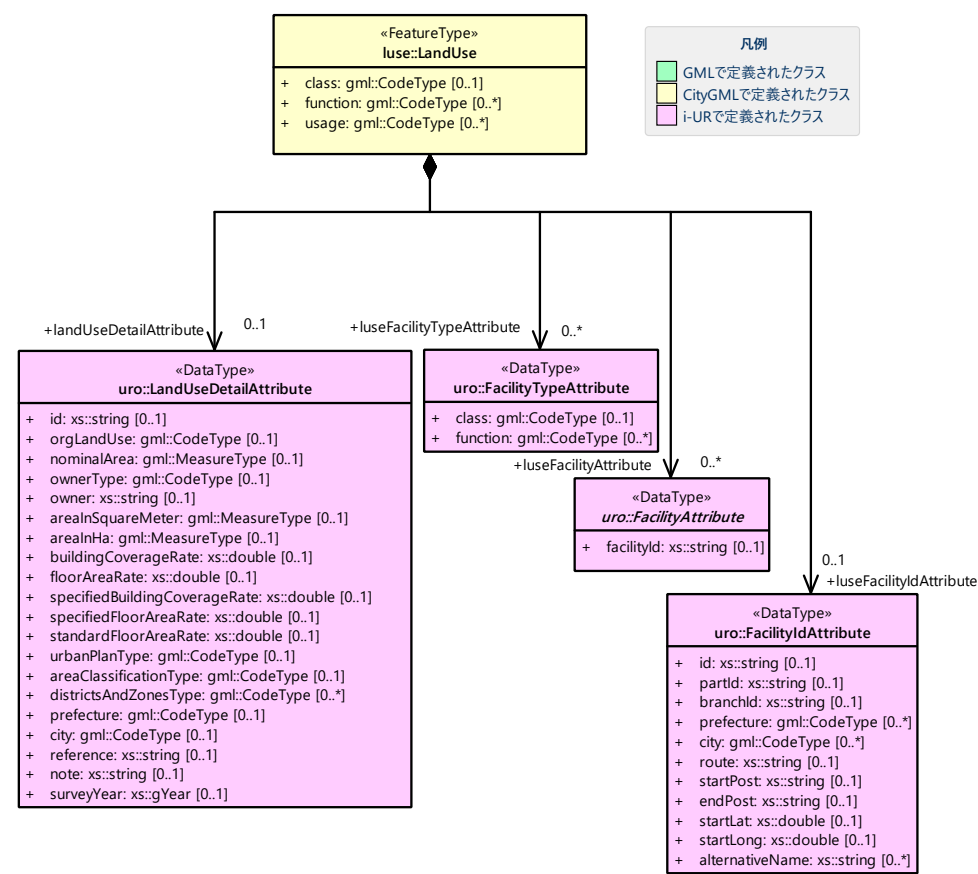 «FeatureType»
luse::LandUse
+ class: gml::CodeType [0..1]
+ function: gml::CodeType [0..*]
+ usage: gml::CodeType [0..*]
凡例
GMLで定義されたクラス
CityGMLで定義されたクラス
i-URで定義されたクラス
+landUseDetailAttribute
0..1
+luseFacilityTypeAttribute
0..*
«DataType»
uro::LandUseDetailAttribute
+ id: xs::string [0..1]
+ orgLandUse: gml::CodeType [0..1]
+ nominalArea: gml::MeasureType [0..1]
+ ownerType: gml::CodeType [0..1]
+ owner: xs::string [0..1]
+ areaInSquareMeter: gml::MeasureType [0..1]
+ areaInHa: gml::MeasureType [0..1]
+ buildingCoverageRate: xs::double [0..1]
+ floorAreaRate: xs::double [0..1]
+ specifiedBuildingCoverageRate: xs::double [0..1]
+ specifiedFloorAreaRate: xs::double [0..1]
+ standardFloorAreaRate: xs::double [0..1]
+ urbanPlanType: gml::CodeType [0..1]
+ areaClassificationType: gml::CodeType [0..1]
+ districtsAndZonesType: gml::CodeType [0..*]
+ prefecture: gml::CodeType [0..1]
+ city: gml::CodeType [0..1]
+ reference: xs::string [0..1]
+ note: xs::string [0..1]
+ surveyYear: xs::gYear [0..1]
«DataType»
uro::FacilityTypeAttribute
+ class: gml::CodeType [0..1]
+ function: gml::CodeType [0..*]
+luseFacilityAttribute
0..*
«DataType»
uro::FacilityAttribute
+ facilityId: xs::string [0..1]
0..1
+luseFacilityIdAttribute
«DataType»
uro::FacilityIdAttribute
+ id: xs::string [0..1]
+ partId: xs::string [0..1]
+ branchId: xs::string [0..1]
+ prefecture: gml::CodeType [0..*]
+ city: gml::CodeType [0..*]
+ route: xs::string [0..1]
+ startPost: xs::string [0..1]
+ endPost: xs::string [0..1]
+ startLat: xs::double [0..1]
+ startLong: xs::double [0..1]
+ alternativeName: xs::string [0..*]